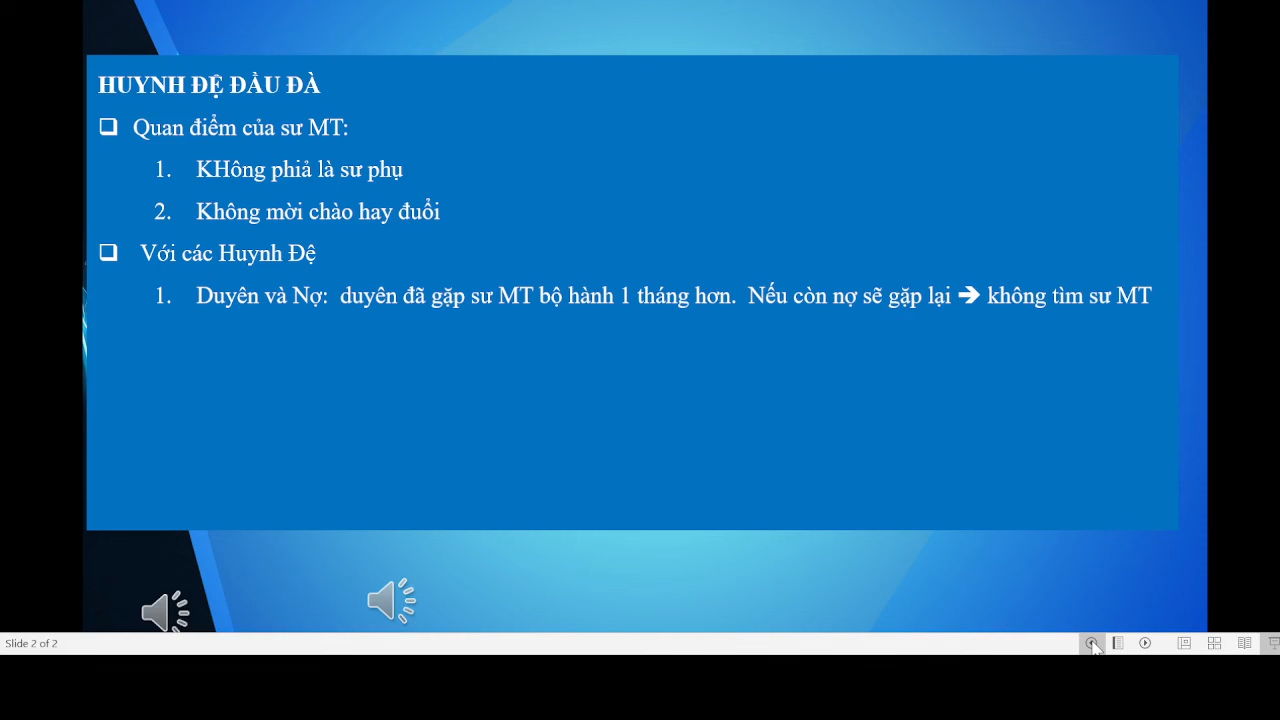 HUYNH ĐỆ ĐẦU ĐÀ
❑ Quan điểm của sư MT:
1. KHông phiả là sư phụ
2. Không mời chào hay đuổi
❑ Với các Huynh Đệ
1. Duyên và Nợ: duyên đã gặp sư MT bộ hành 1 tháng hơn. Nếu còn nợ sẽ gặp lại ➔ không tìm sư MT
Slide 2 of 2